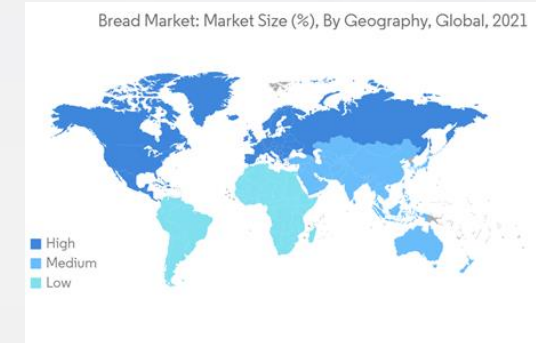 Bread Market: Market Size (%), By Geography, Global, 2021
High
Medium
Low